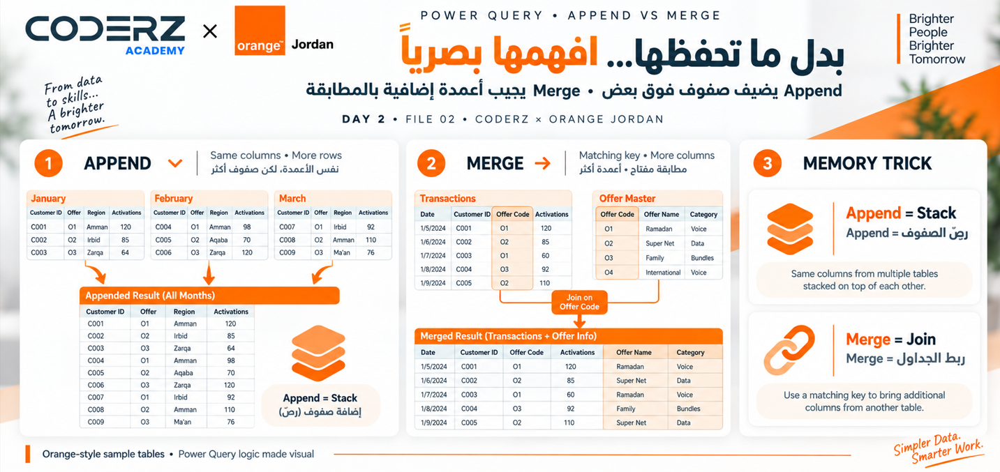 CODERZ
ACADEMY
×
orange™
Jordan
POWER QUERY • APPEND VS MERGE
بدل ما تحفظها... افهمها بصرياً
Append يضيف صفوف فوق بعض • Merge يجيب أعمدة إضافية بالمطابقة
DAY 2 • FILE 02 • CODERZ × ORANGE JORDAN
Brighter
People
Brighter
Tomorrow
From data
to skills...
A brighter
tomorrow.
1 APPEND
Same columns • More rows
نفس الأعمدة، لكن صفوف أكثر
January
Customer ID Offer Region Activations
C001 O1 Amman 120
C002 O2 Irbid 85
C003 O3 Zarqa 64
February
Customer ID Offer Region Activations
C004 O1 Amman 98
C005 O2 Aqaba 70
C006 O3 Zarqa 120
March
Customer ID Offer Region Activations
C007 O1 Irbid 92
C008 O2 Amman 110
C009 O3 Ma'an 76
Appended Result (All Months)
Customer ID Offer Region Activations
C001 O1 Amman 120
C002 O2 Irbid 85
C003 O3 Zarqa 64
C004 O1 Amman 98
C005 O2 Aqaba 70
C006 O3 Zarqa 120
C007 O1 Irbid 92
C008 O2 Amman 110
C009 O3 Ma'an 76
Append = Stack
إضافة صفوف (رصّ)
2 MERGE
Matching key • More columns
مطابقة مفتاح • أعمدة أكثر
Transactions
Date Customer ID Offer Code Activations
1/5/2024 C001 O1 120
1/6/2024 C002 O2 85
1/7/2024 C003 O1 60
1/8/2024 C004 O3 92
1/9/2024 C005 O2 110
Offer Master
Offer Code Offer Name Category
O1 Ramadan Voice
O2 Super Net Data
O3 Family Bundles
O4 International Voice
Join on
Offer Code
Merged Result (Transactions + Offer Info)
Date Customer ID Offer Code Activations Offer Name Category
1/5/2024 C001 O1 120 Ramadan Voice
1/6/2024 C002 O2 85 Super Net Data
1/7/2024 C003 O1 60 Ramadan Voice
1/8/2024 C004 O3 92 Family Bundles
1/9/2024 C005 O2 110 Super Net Data
3 MEMORY TRICK
Append = Stack
Append = رصّ الصفوف
Same columns from multiple tables
stacked on top of each other.
Merge = Join
Merge = ربط الجداول
Use a matching key to bring additional
columns from another table.
Orange-style sample tables • Power Query logic made visual
Simpler Data.
Smarter Work.